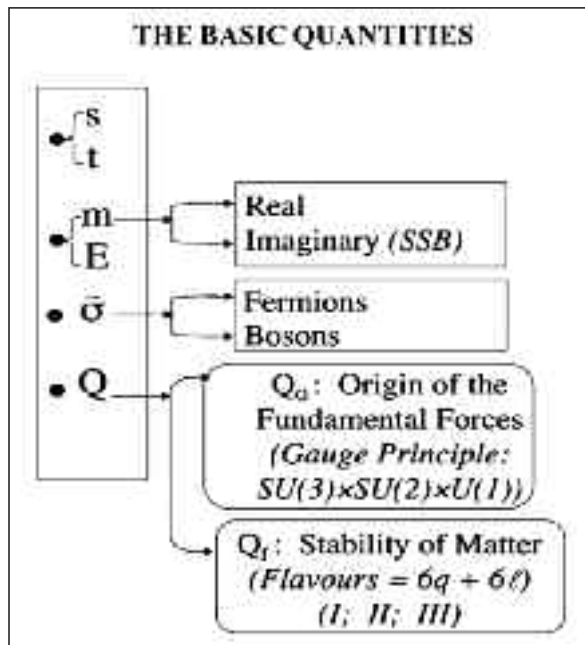 THE BASIC QUANTITIES
s
t
m
E
σ̄
Q
Real
Imaginary (SSB)
Fermions
Bosons
Qα: Origin of the
Fundamental Forces
(Gauge Principle:
SU(3)×SU(2)×U(1))
Qf: Stability of Matter
(Flavours = 6q + 6ℓ)
(I; II; III)